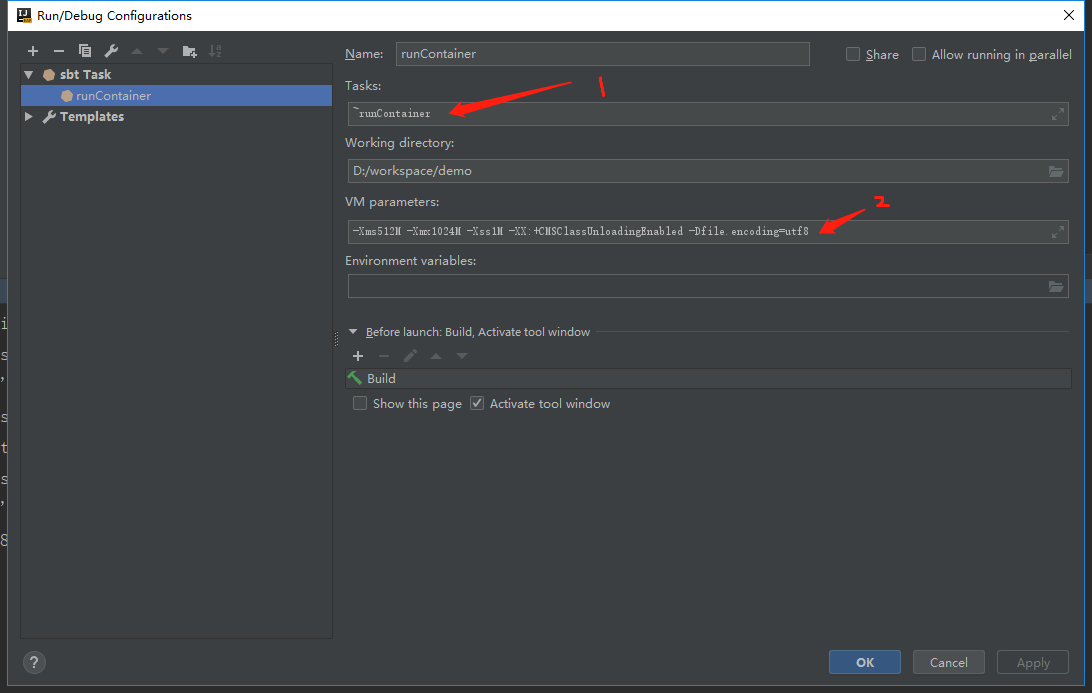 Run/Debug Configurations
Name: runContainer Share Allow running in parallel
sbt Task
runContainer
Templates
Tasks:
1
~runContainer
Working directory:
D:/workspace/demo
VM parameters:
2
-Xms512M -Xmx1024M -Xss1M -XX:+CMSClassUnloadingEnabled -Dfile.encoding=utf8
Environment variables:
Before launch: Build, Activate tool window
Build
Show this page Activate tool window
?
OK Cancel Apply